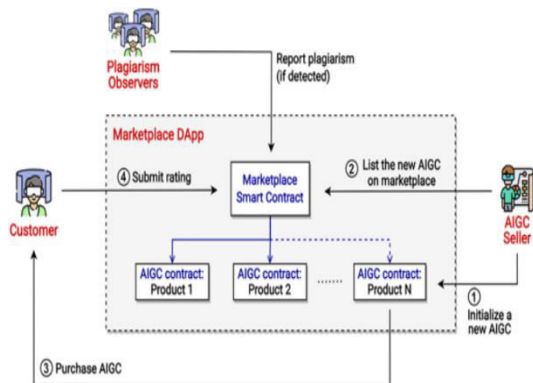 Plagiarism
Observers
Report plagiarism
(if detected)
Marketplace DApp
④ Submit rating
Marketplace
Smart Contract
② List the new AIGC
on marketplace
Customer
AIGC
Seller
AIGC contract:
Product 1
AIGC contract:
Product 2
......
AIGC contract:
Product N
①
Initialize a
new AIGC
③ Purchase AIGC